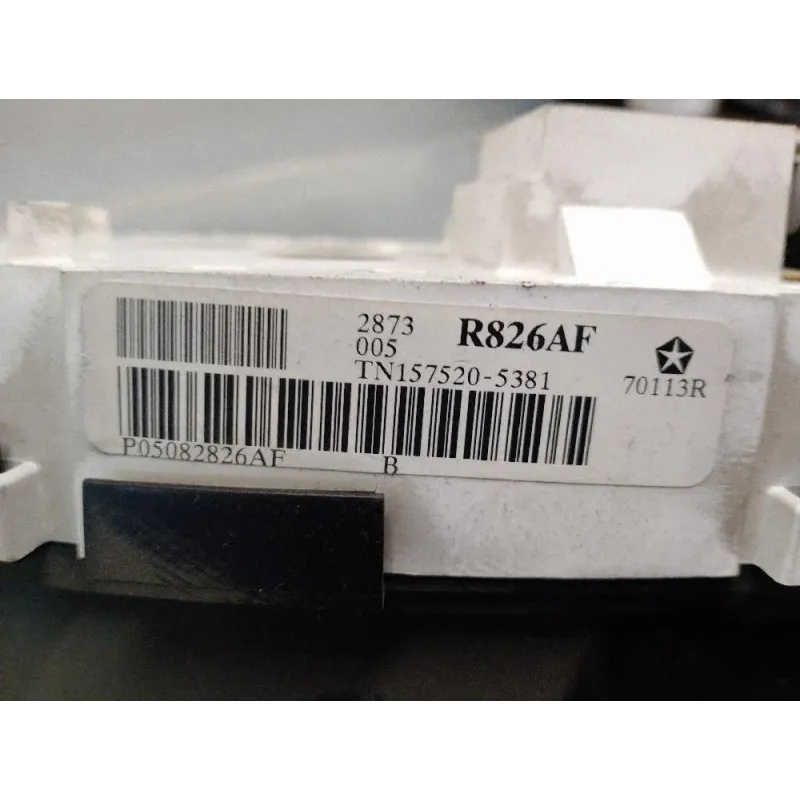 2873 R826AF
005
TN157520-5381 70113R
P05082826AF B